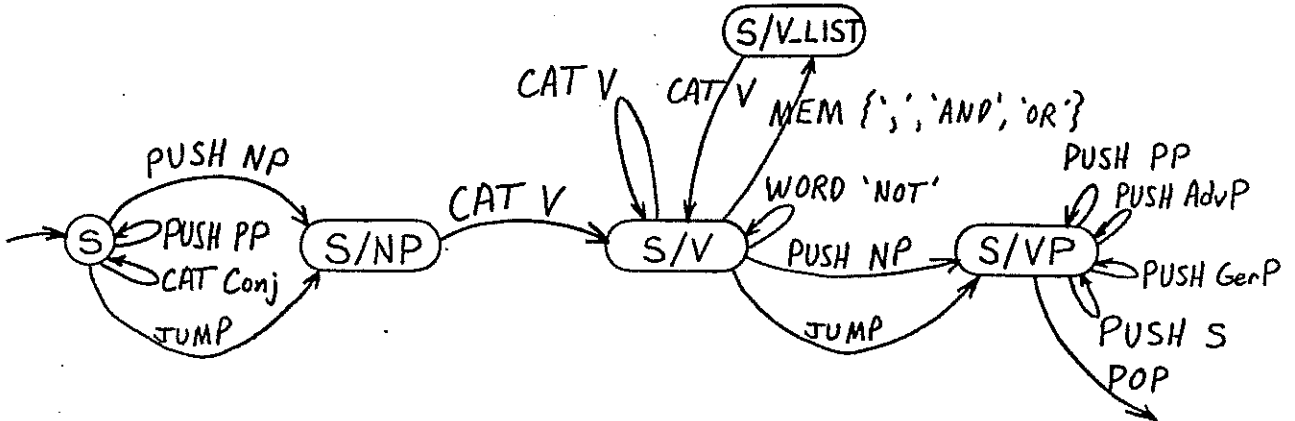 S/V_LIST
CAT V
CAT V
MEM {',', 'AND', 'OR'}
PUSH NP
PUSH PP
CAT V
WORD 'NOT'
PUSH AdvP
S
PUSH PP
S/NP
S/V
PUSH NP
S/VP
CAT Conj
PUSH GerP
JUMP
JUMP
PUSH S
POP